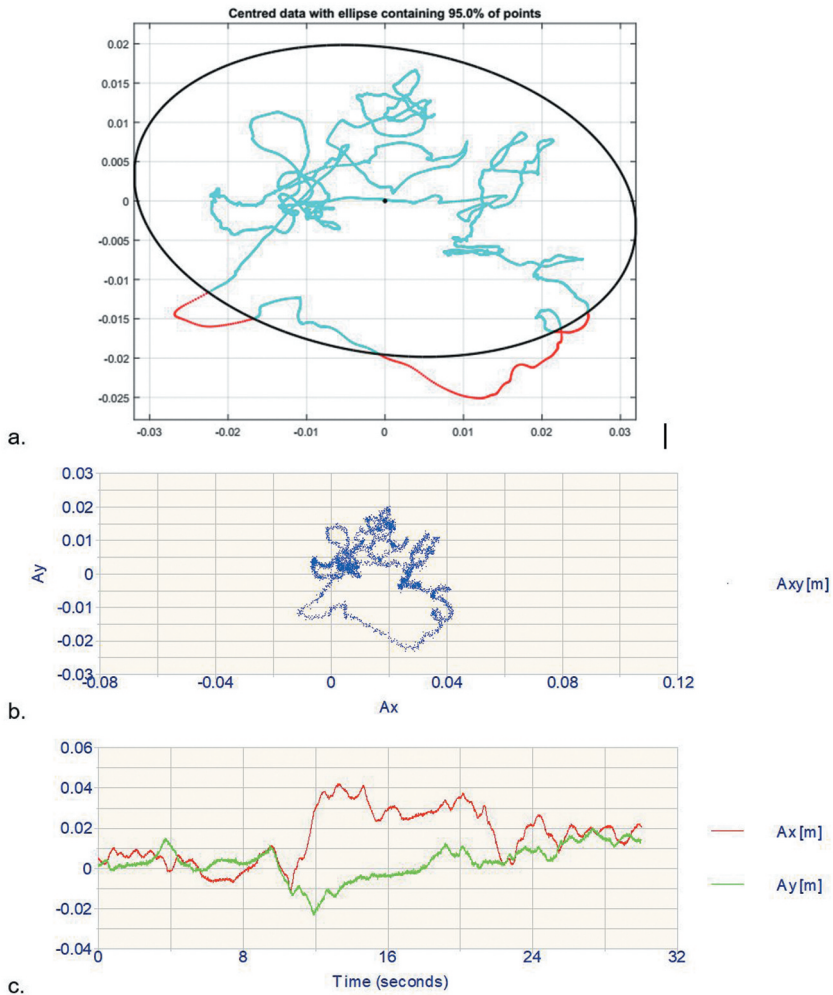 Centred data with ellipse containing 95.0% of points
0.02
0.015
0.01
0.005
0
-0.005
-0.01
-0.015
-0.02
-0.025
-0.03 -0.02 -0.01 0 0.01 0.02 0.03
a.
0.03
0.02
0.01
0
-0.01
-0.02
-0.03
Ay
-0.08 -0.04 0 0.04 0.08 0.12
Ax
Axy[m]
b.
0.06
0.04
0.02
0
-0.02
-0.04
0 8 16 24 32
Time (seconds)
Ax[m]
Ay[m]
c.